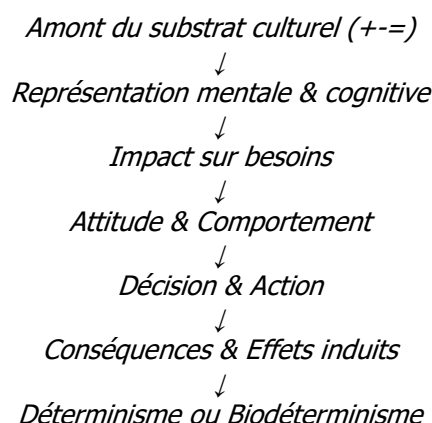 Amont du substrat culturel (+-=)
↓
Représentation mentale & cognitive
↓
Impact sur besoins
↓
Attitude & Comportement
↓
Décision & Action
↓
Conséquences & Effets induits
↓
Déterminisme ou Biodéterminisme